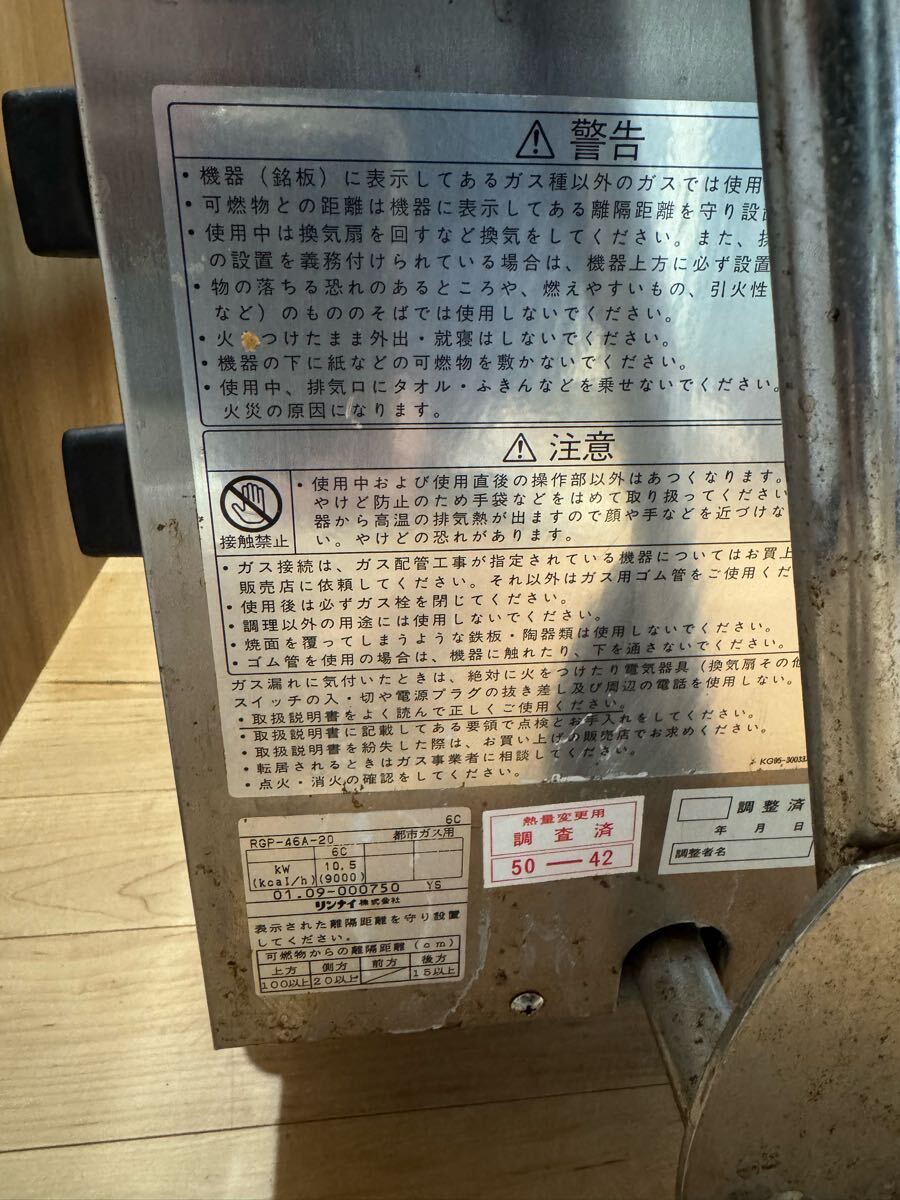 ⚠ 警告
・機器（銘板）に表示してあるガス種以外のガスでは使用
・可燃物との距離は機器に表示してある離隔距離を守り設
・使用中は換気扇を回すなど換気をしてください。また、
の設置を義務付けられている場合は、機器上方に必ず設置
・物の落ちる恐れのあるところや、燃えやすいもの、引火性
など）のもののそばでは使用しないでください。
・火 つけたまま外出・就寝はしないでください。
・機器の下に紙などの可燃物を敷かないでください。
・使用中、排気口にタオル・ふきんなどを乗せないでください。
火災の原因になります。
⚠ 注意
・使用中および使用直後の操作部以外はあつくなります。
やけど防止のため手袋などをはめて取り扱ってください
器から高温の排気熱が出ますので顔や手などを近づけな
い。やけどの恐れがあります。
接触禁止
・ガス接続は、ガス配管工事が指定されている機器についてはお買上
販売店に依頼してください。それ以外はガス用ゴム管をご使用くだ
・使用後は必ずガス栓を閉じてください。
・調理以外の用途には使用しないでください。
・焼面を覆ってしまうような鉄板・陶器類は使用しないでください。
・ゴム管を使用の場合は、機器に触れたり、下を通さないでください。
ガス漏れに気付いたときは、絶対に火をつけたり電気器具（換気扇その他
スイッチの入・切や電源プラグの抜き差し及び周辺の電話を使用しない。
・取扱説明書をよく読んで正しくご使用ください。
・取扱説明書に記載してある要領で点検とお手入れをしてください。
・取扱説明書を紛失した際は、お買い上げの販売店でお求めください。
・転居されるときはガス事業者に相談してください。
・点火・消火の確認をしてください。
KG95-30033
6C
RGP-46A-20 都市ガス用
6C
kW 10.5
(kcal/h) (9000)
01.09-000750 YS
リンナイ株式会社
表示された離隔距離を守り設置
してください。
可燃物からの離隔距離（cm）
上方 側方 前方 後方
100以上 20以上 15以上
熱量変更用
調査済
50—42
調整済
年 月 日
調整者名